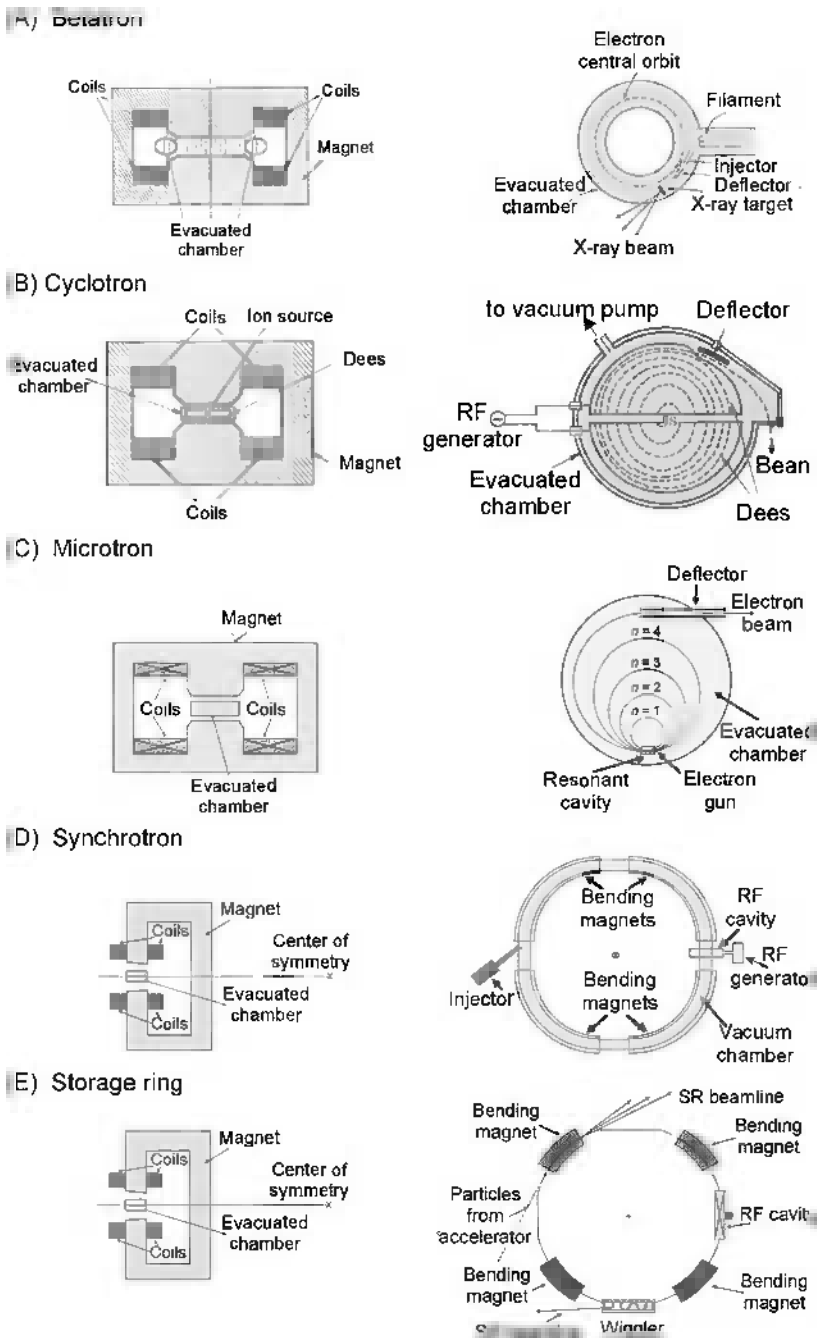 (A) Betatron
Coils
Coils
Magnet
Evacuated
chamber
Electron
central orbit
Filament
Injector
Deflector
X-ray target
Evacuated
chamber
X-ray beam
(B) Cyclotron
Coils
Ion source
Evacuated
chamber
Dees
Magnet
Coils
to vacuum pump
Deflector
RF
generator
Evacuated
chamber
Bean
Dees
(C) Microtron
Magnet
Coils
Coils
Evacuated
chamber
Deflector
Electron
beam
n = 4
n = 3
n = 2
n = 1
Evacuated
chamber
Resonant
cavity
Electron
gun
(D) Synchrotron
Magnet
Coils
Center of
symmetry
Evacuated
chamber
Coils
Bending
magnets
RF
cavity
RF
generato
Injector
Bending
magnets
Vacuum
chamber
(E) Storage ring
Magnet
Coils
Center of
symmetry
Evacuated
chamber
Coils
SR beamline
Bending
magnet
Bending
magnet
Particles
from
accelerator
RF cavit
Bending
magnet
Bending
magnet
Wiggler